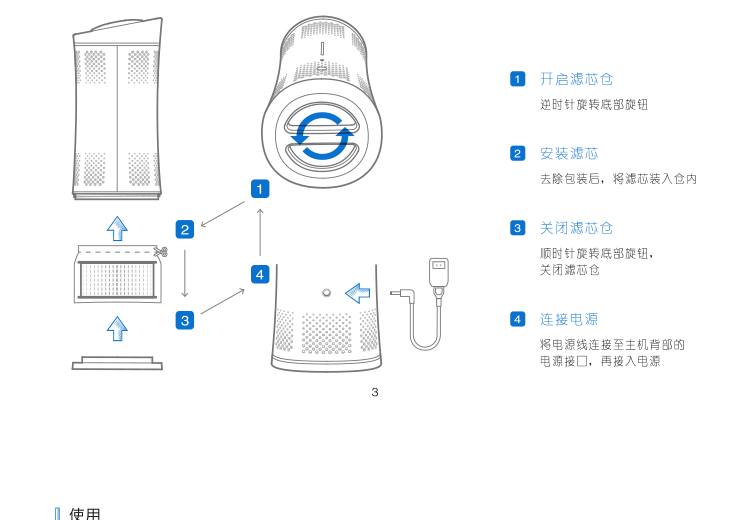 1 开启滤芯仓
逆时针旋转底部旋钮
2 安装滤芯
去除包装后，将滤芯装入仓内
3 关闭滤芯仓
顺时针旋转底部旋钮，
关闭滤芯仓
4 连接电源
将电源线连接至主机背部的
电源接口，再接入电源
1
2
4
3
3
使用